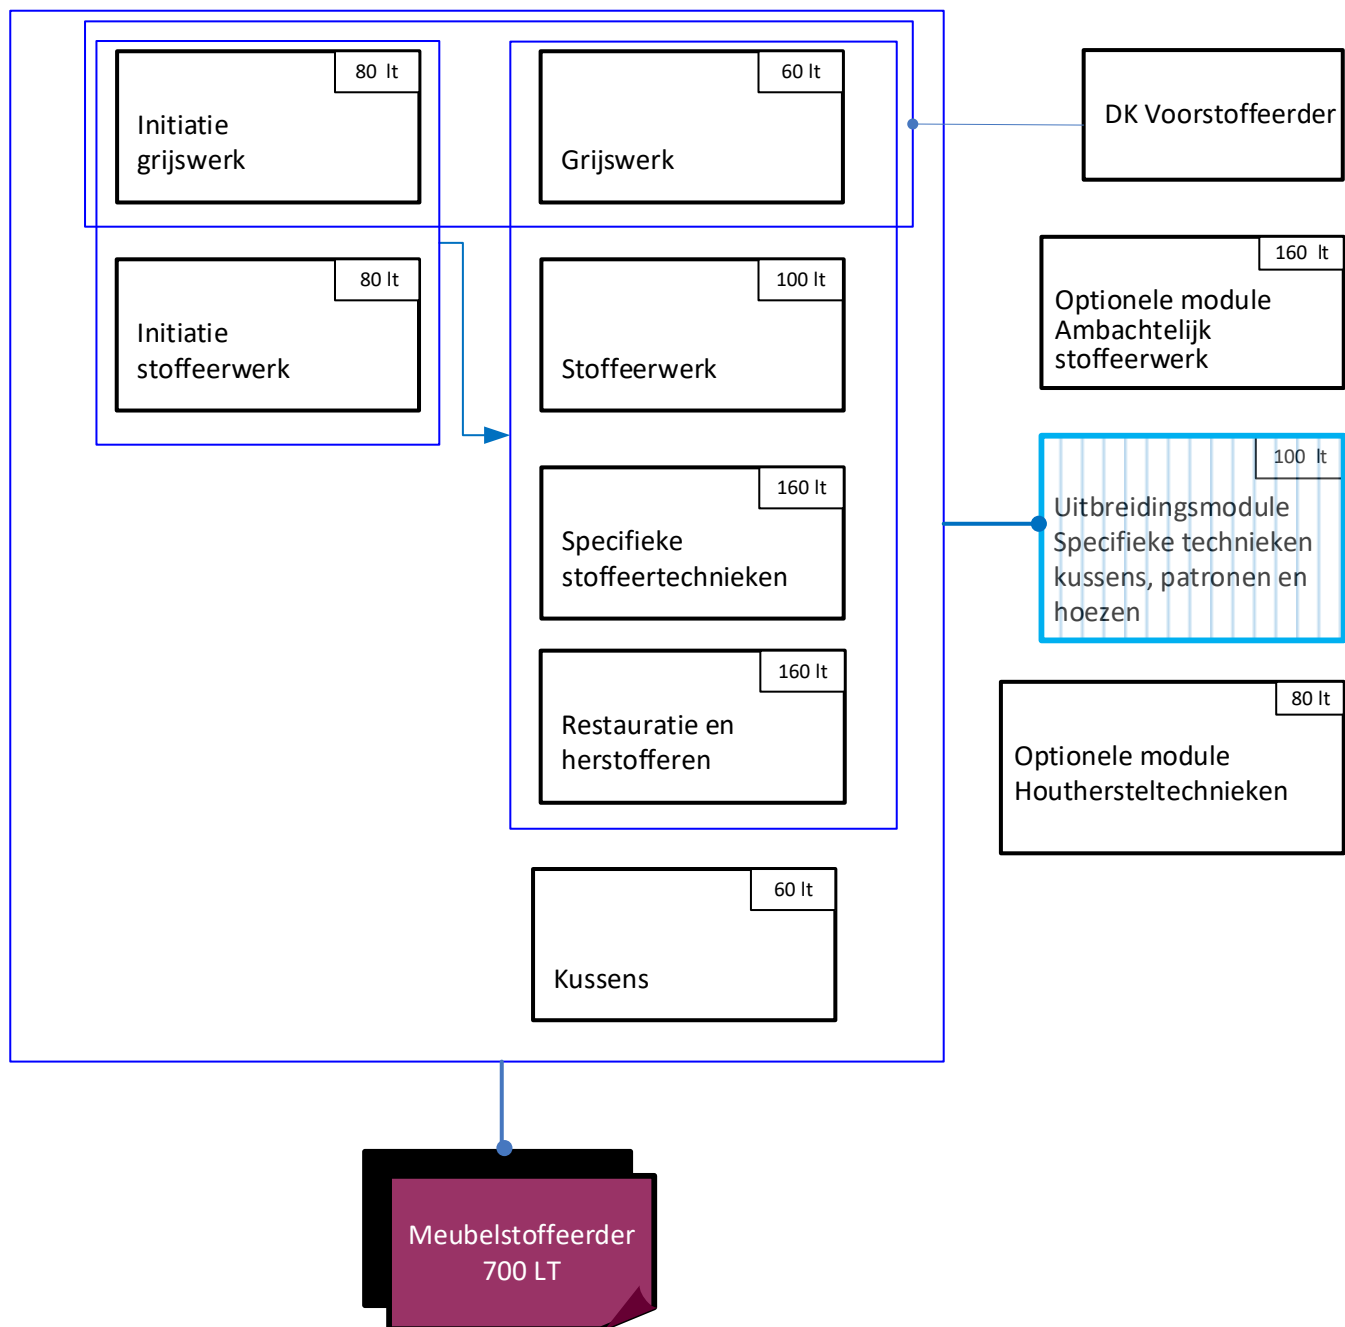 80 lt
Initiatie
grijswerk
60 lt
Grijswerk
DK Voorstoffeerder
80 lt
Initiatie
stoffeerwerk
100 lt
Stoffeerwerk
160 lt
Optionele module
Ambachtelijk
stoffeerwerk
160 lt
Specifieke
stoffeertechnieken
100 lt
Uitbreidingsmodule
Specifieke technieken
kussens, patronen en
hoezen
160 lt
Restauratie en
herstofferen
80 lt
Optionele module
Houthersteltechnieken
60 lt
Kussens
Meubelstoffeerder
700 LT